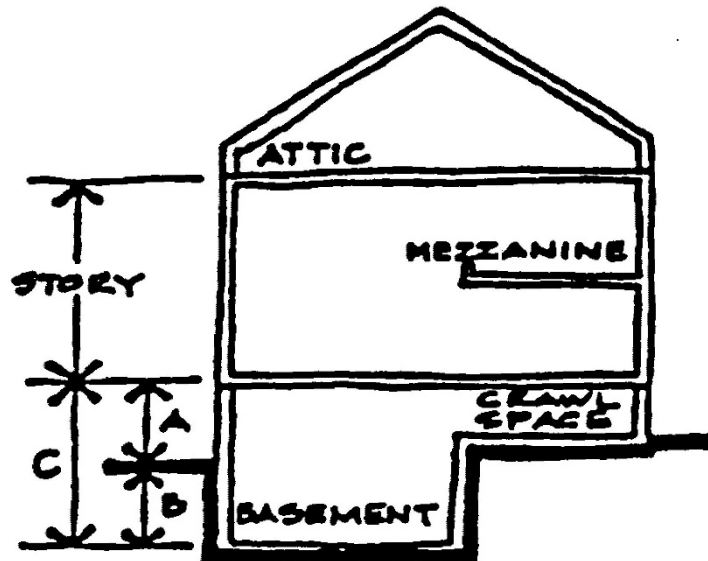 ATTIC
MEZZANINE
STORY
CRAWL
SPACE
A
C
B
BASEMENT